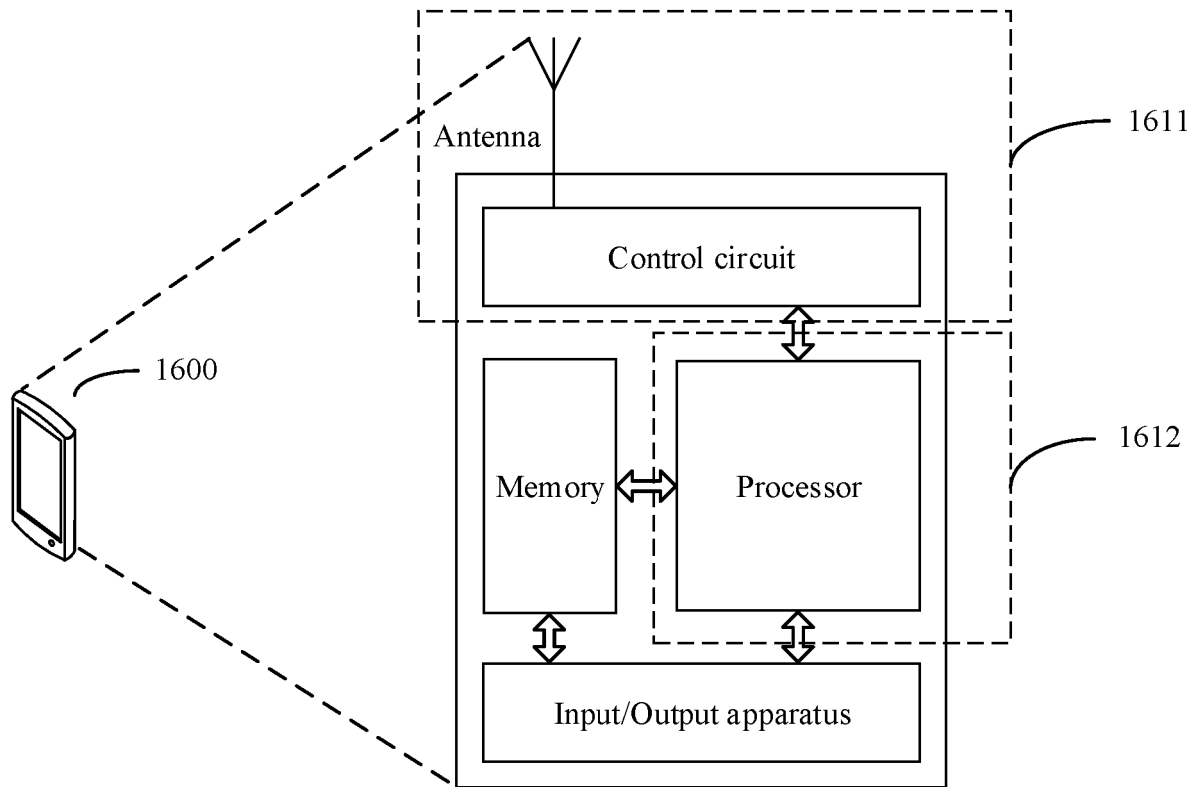 1611
Antenna
Control circuit
1600
1612
Memory
Processor
Input/Output apparatus